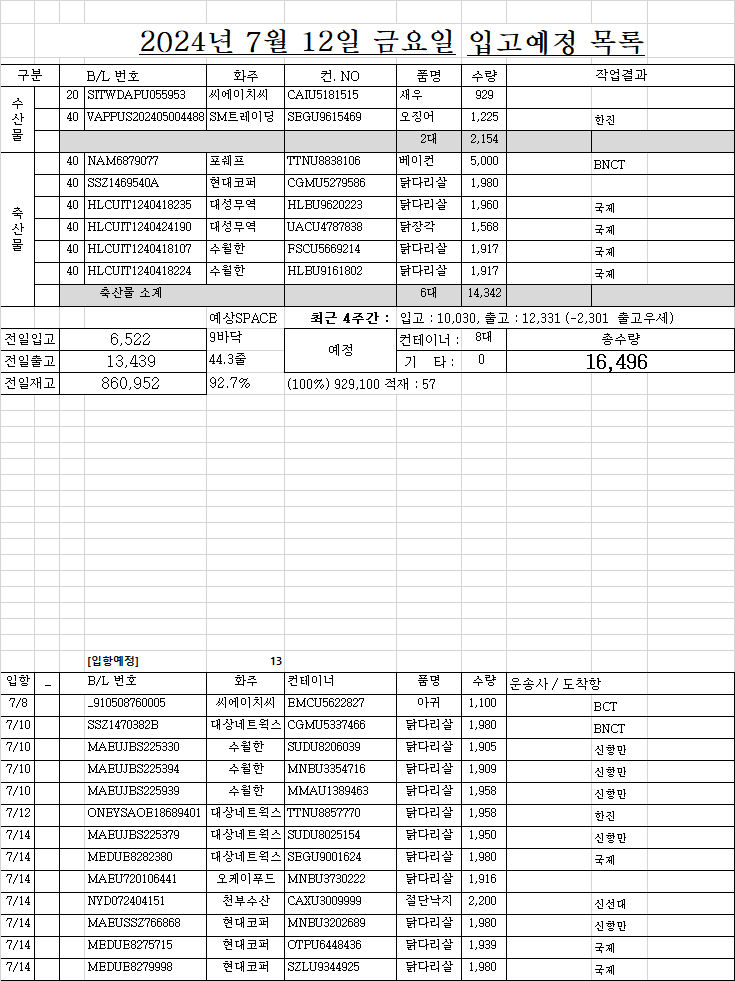 2024년 7월 12일 금요일 입고예정 목록
구분 B/L 번호 화주 컨. NO 품명 수량 작업결과
수산물
20 SITWDAPU055953 씨에이치씨 CAIU5181515 새우 929
40 VAPPUS202405004488 SM트레이딩 SEGU9615469 오징어 1,225 한진
2대 2,154
축산물
40 NAM6879077 포쉐프 TTNU8838106 베이컨 5,000 BNCT
40 SSZ1469540A 현대코퍼 CGMU5279586 닭다리살 1,980
40 HLCUIT1240418235 대성무역 HLBU9620223 닭다리살 1,960 국제
40 HLCUIT1240424190 대성무역 UACU4787838 닭장각 1,568 국제
40 HLCUIT1240418107 수월한 FSCU5669214 닭다리살 1,917 국제
40 HLCUIT1240418224 수월한 HLBU9161802 닭다리살 1,917 국제
축산물 소계 6대 14,342
예상SPACE 최근 4주간 : 입고 : 10,030, 출고 : 12,331 (-2,301 출고우세)
전일입고 6,522 9바닥 예정 컨테이너 : 8대 총수량
전일출고 13,439 44.3줄 기 타 : 0 16,496
전일재고 860,952 92.7% (100%) 929,100 적재 : 57
[입항예정] 13
입항 _ B/L 번호 화주 컨테이너 품명 수량 운송사 / 도착항
7/8 _910508760005 씨에이치씨 EMCU5622827 아귀 1,100 BCT
7/10 SSZ1470382B 대상네트웍스 CGMU5337466 닭다리살 1,980 BNCT
7/10 MAEUJBS225330 수월한 SUDU8206039 닭다리살 1,905 신항만
7/10 MAEUJBS225394 수월한 MNBU3354716 닭다리살 1,909 신항만
7/10 MAEUJBS225939 수월한 MMAU1389463 닭다리살 1,958 신항만
7/12 ONEYSAOE18689401 대상네트웍스 TTNU8857770 닭다리살 1,958 한진
7/14 MAEUJBS225379 대상네트웍스 SUDU8025154 닭다리살 1,950 신항만
7/14 MEDUE8282380 대상네트웍스 SEGU9001624 닭다리살 1,980 국제
7/14 MAEU720106441 오케이푸드 MNBU3730222 닭다리살 1,916
7/14 NYD072404151 천부수산 CAXU3009999 절단낙지 2,200 신선대
7/14 MAEUSSZ766868 현대코퍼 MNBU3202689 닭다리살 1,980 신항만
7/14 MEDUE8275715 현대코퍼 OTPU6448436 닭다리살 1,939 국제
7/14 MEDUE8279998 현대코퍼 SZLU9344925 닭다리살 1,980 국제